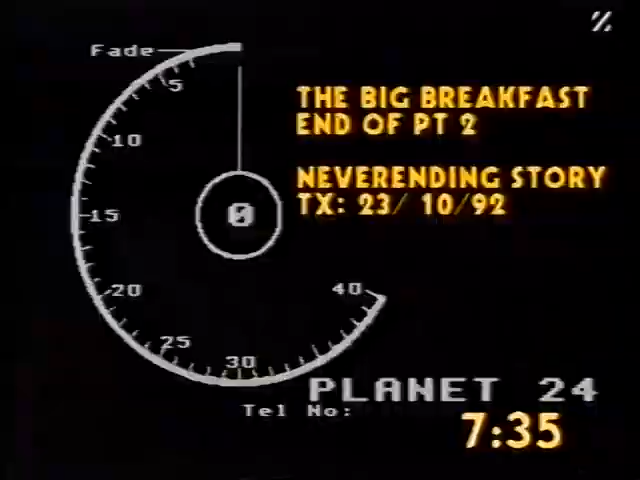 Fade
5
10
15
20
25
30
40
0
THE BIG BREAKFAST
END OF PT 2
NEVERENDING STORY
TX: 23/ 10/92
PLANET 24
Tel No:
7:35